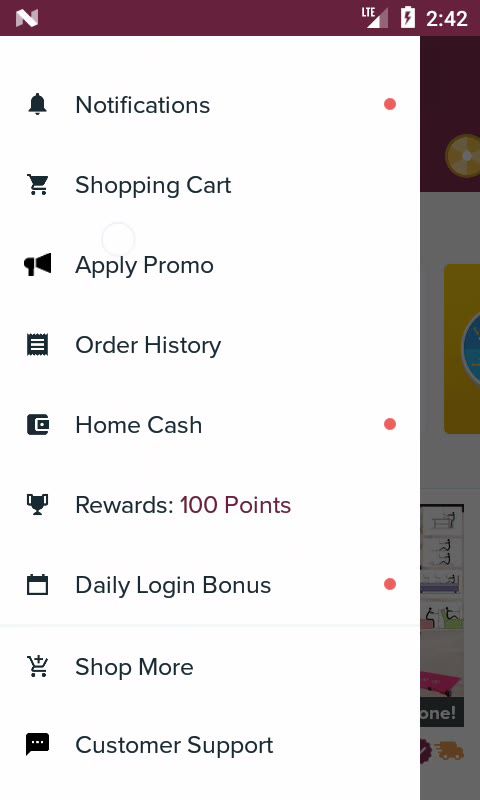 LTE 2:42
Notifications
Shopping Cart
Apply Promo
Order History
Home Cash
Rewards: 100 Points
Daily Login Bonus
Shop More
one!
Customer Support